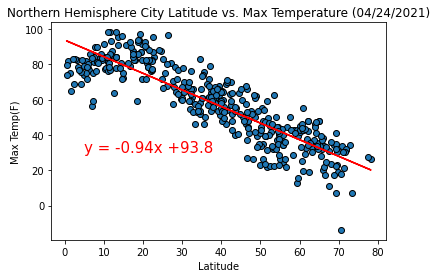 Northern Hemisphere City Latitude vs. Max Temperature (04/24/2021)
100
80
60
40
20
0
Max Temp(F)
y = -0.94x +93.8
0 10 20 30 40 50 60 70 80
Latitude